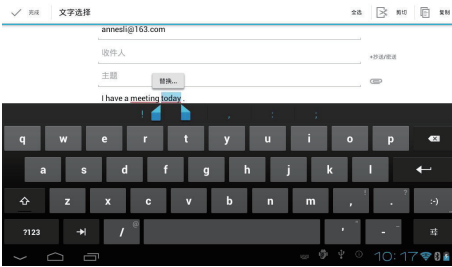 完成 文字选择 全选 剪切 复制
annesli@163.com
收件人 +抄送/密送
主题
替换...
I have a meeting today .
! ? , : ;
q w e r t y u i o p
a s d f g h j k l
z x c v b n m , ! . ?
?123 / @ ' " - _ :-)
10:17